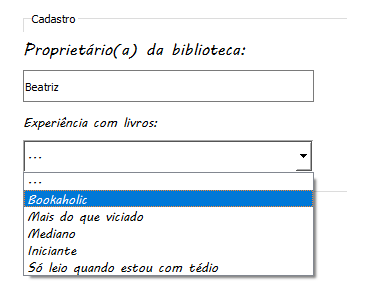 Cadastro
Proprietário(a) da biblioteca:
Beatriz
Experiência com livros:
...
...
Bookaholic
Mais do que viciado
Mediano
Iniciante
Só leio quando estou com tédio